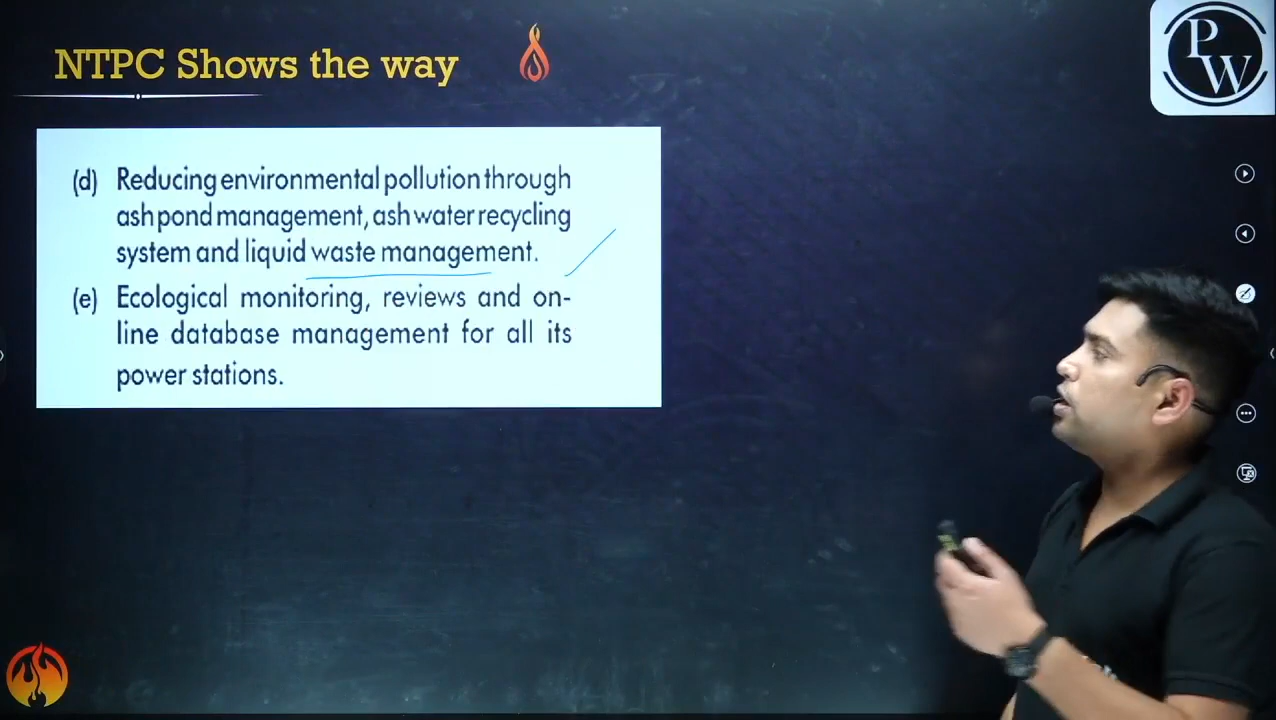 NTPC Shows the way
PW
(d) Reducing environmental pollution through
ash pond management, ash water recycling
system and liquid waste management.
(e) Ecological monitoring, reviews and on-
line database management for all its
power stations.